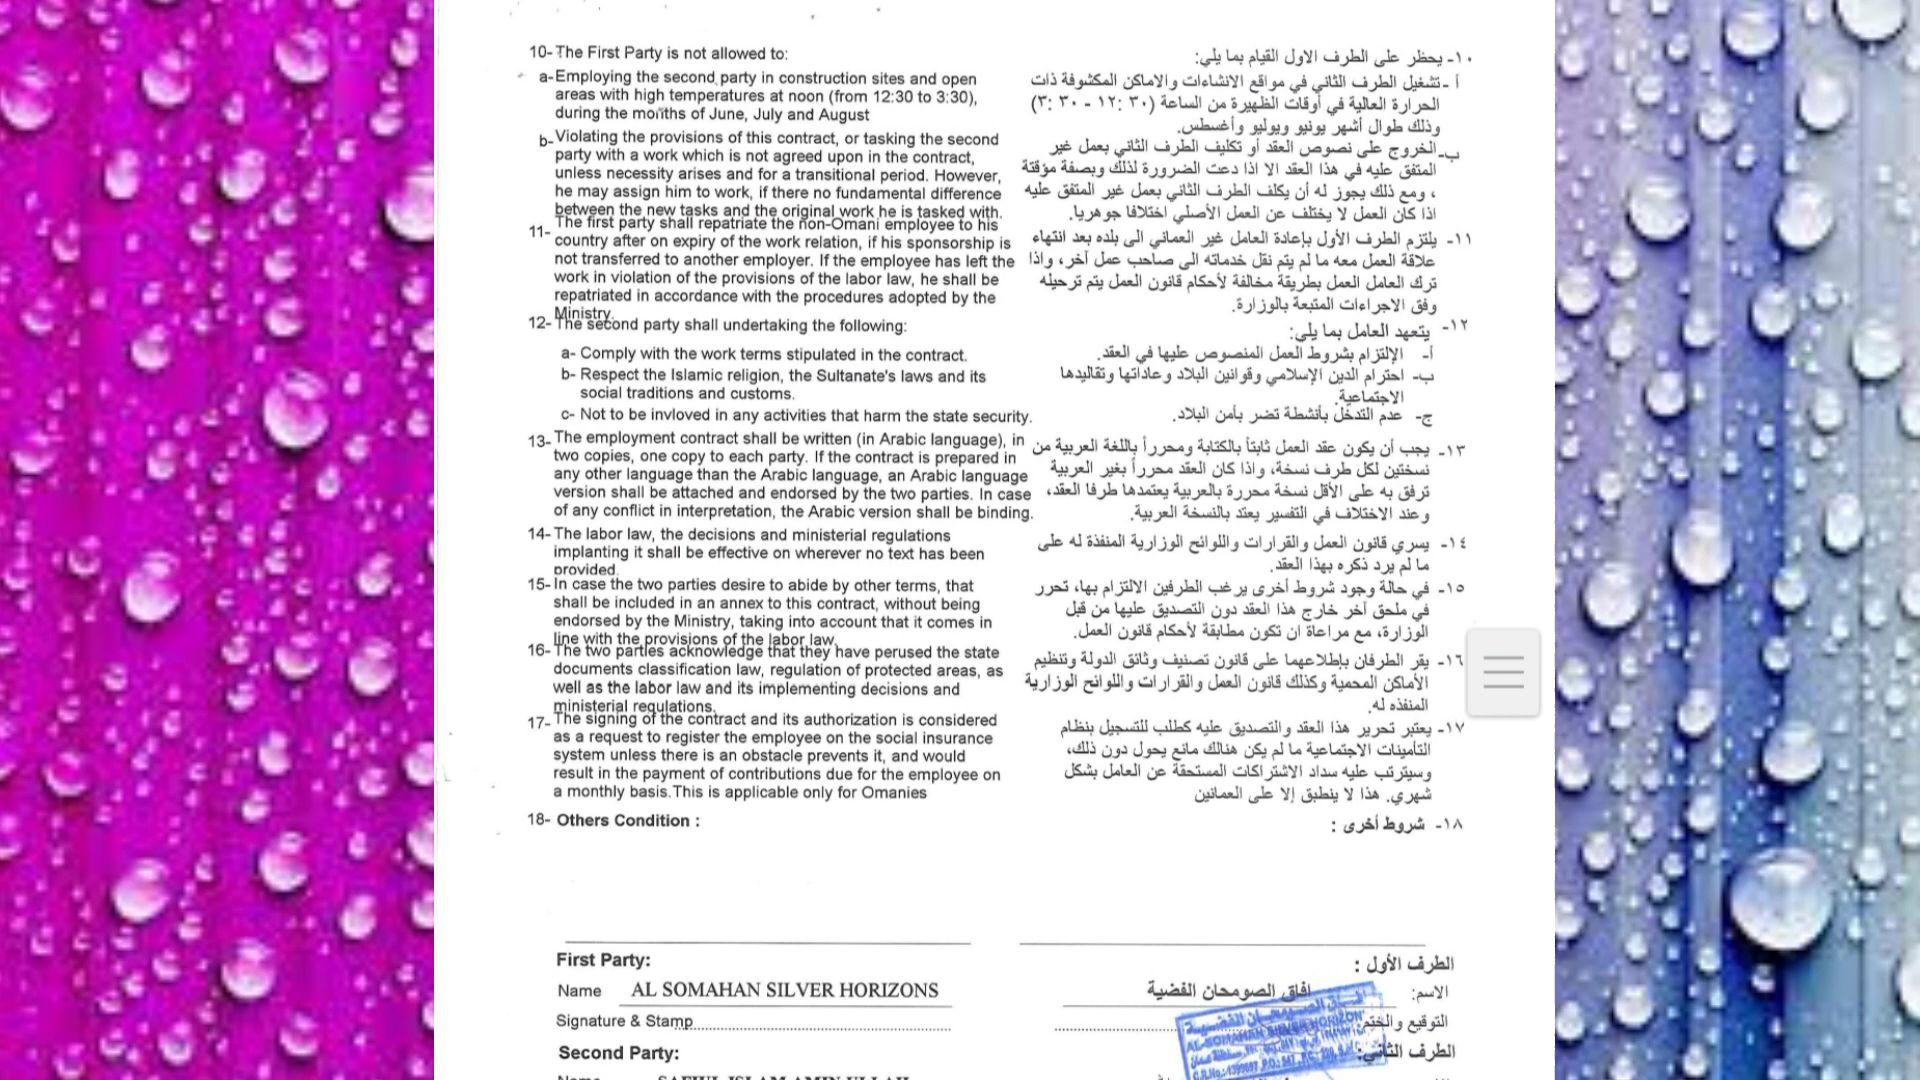 10- The First Party is not allowed to:
a- Employing the second party in construction sites and open
areas with high temperatures at noon (from 12:30 to 3:30),
during the months of June, July and August
b- Violating the provisions of this contract, or tasking the second
party with a work which is not agreed upon in the contract,
unless necessity arises and for a transitional period. However,
he may assign him to work, if there no fundamental difference
between the new tasks and the original work he is tasked with.
11- The first party shall repatriate the non-Omani employee to his
country after on expiry of the work relation, if his sponsorship is
not transferred to another employer. If the employee has left the
work in violation of the provisions of the labor law, he shall be
repatriated in accordance with the procedures adopted by the
Ministry.
12- The second party shall undertaking the following:
a- Comply with the work terms stipulated in the contract.
b- Respect the Islamic religion, the Sultanate's laws and its
social traditions and customs.
c- Not to be invloved in any activities that harm the state security.
13- The employment contract shall be written (in Arabic language), in
two copies, one copy to each party. If the contract is prepared in
any other language than the Arabic language, an Arabic language
version shall be attached and endorsed by the two parties. In case
of any conflict in interpretation, the Arabic version shall be binding.
14- The labor law, the decisions and ministerial regulations
implanting it shall be effective on wherever no text has been
provided.
15- In case the two parties desire to abide by other terms, that
shall be included in an annex to this contract, without being
endorsed by the Ministry, taking into account that it comes in
line with the provisions of the labor law.
16- The two parties acknowledge that they have perused the state
documents classification law, regulation of protected areas, as
well as the labor law and its implementing decisions and
ministerial regulations.
17- The signing of the contract and its authorization is considered
as a request to register the employee on the social insurance
system unless there is an obstacle prevents it, and would
result in the payment of contributions due for the employee on
a monthly basis.This is applicable only for Omanies
18- Others Condition :
١٠- يحظر على الطرف الاول القيام بما يلي:
أ - تشغيل الطرف الثاني في مواقع الانشاءات والاماكن المكشوفة ذات
الحرارة العالية في أوقات الظهيرة من الساعة (٣٠ :١٢ - ٣٠ :٣)
وذلك طوال أشهر يونيو ويوليو وأغسطس.
ب- الخروج على نصوص العقد أو تكليف الطرف الثاني بعمل غير
المتفق عليه في هذا العقد الا اذا دعت الضرورة لذلك وبصفة مؤقتة
، ومع ذلك يجوز له أن يكلف الطرف الثاني بعمل غير المتفق عليه
اذا كان العمل لا يختلف عن العمل الأصلي اختلافا جوهريا.
١١- يلتزم الطرف الأول بإعادة العامل غير العماني الى بلده بعد انتهاء
علاقة العمل معه ما لم يتم نقل خدماته الى صاحب عمل آخر، واذا
ترك العامل العمل بطريقة مخالفة لأحكام قانون العمل يتم ترحيله
وفق الاجراءات المتبعة بالوزارة.
١٢- يتعهد العامل بما يلي:
أ- الإلتزام بشروط العمل المنصوص عليها في العقد.
ب- احترام الدين الإسلامي وقوانين البلاد وعاداتها وتقاليدها
الاجتماعية.
ج- عدم التدخل بأنشطة تضر بأمن البلاد.
١٣- يجب أن يكون عقد العمل ثابتاً بالكتابة ومحرراً باللغة العربية من
نسختين لكل طرف نسخة، واذا كان العقد محرراً بغير العربية
ترفق به على الأقل نسخة محررة بالعربية يعتمدها طرفا العقد،
وعند الاختلاف في التفسير يعتد بالنسخة العربية.
١٤- يسري قانون العمل والقرارات واللوائح الوزارية المنفذة له على
ما لم يرد ذكره بهذا العقد.
١٥- في حالة وجود شروط أخرى يرغب الطرفين الالتزام بها، تحرر
في ملحق آخر خارج هذا العقد دون التصديق عليها من قبل
الوزارة، مع مراعاة ان تكون مطابقة لأحكام قانون العمل.
١٦- يقر الطرفان بإطلاعهما على قانون تصنيف وثائق الدولة وتنظيم
الأماكن المحمية وكذلك قانون العمل والقرارات واللوائح الوزارية
المنفذه له.
١٧- يعتبر تحرير هذا العقد والتصديق عليه كطلب للتسجيل بنظام
التأمينات الاجتماعية ما لم يكن هنالك مانع يحول دون ذلك،
وسيترتب عليه سداد الاشتراكات المستحقة عن العامل بشكل
شهري. هذا لا ينطبق إلا على العمانين
١٨- شروط أخرى :
First Party:
Name AL SOMAHAN SILVER HORIZONS
Signature & Stamp
Second Party:
الطرف الأول :
الاسم: افاق الصومحان الفضية
التوقيع والختم:
الطرف الثاني: